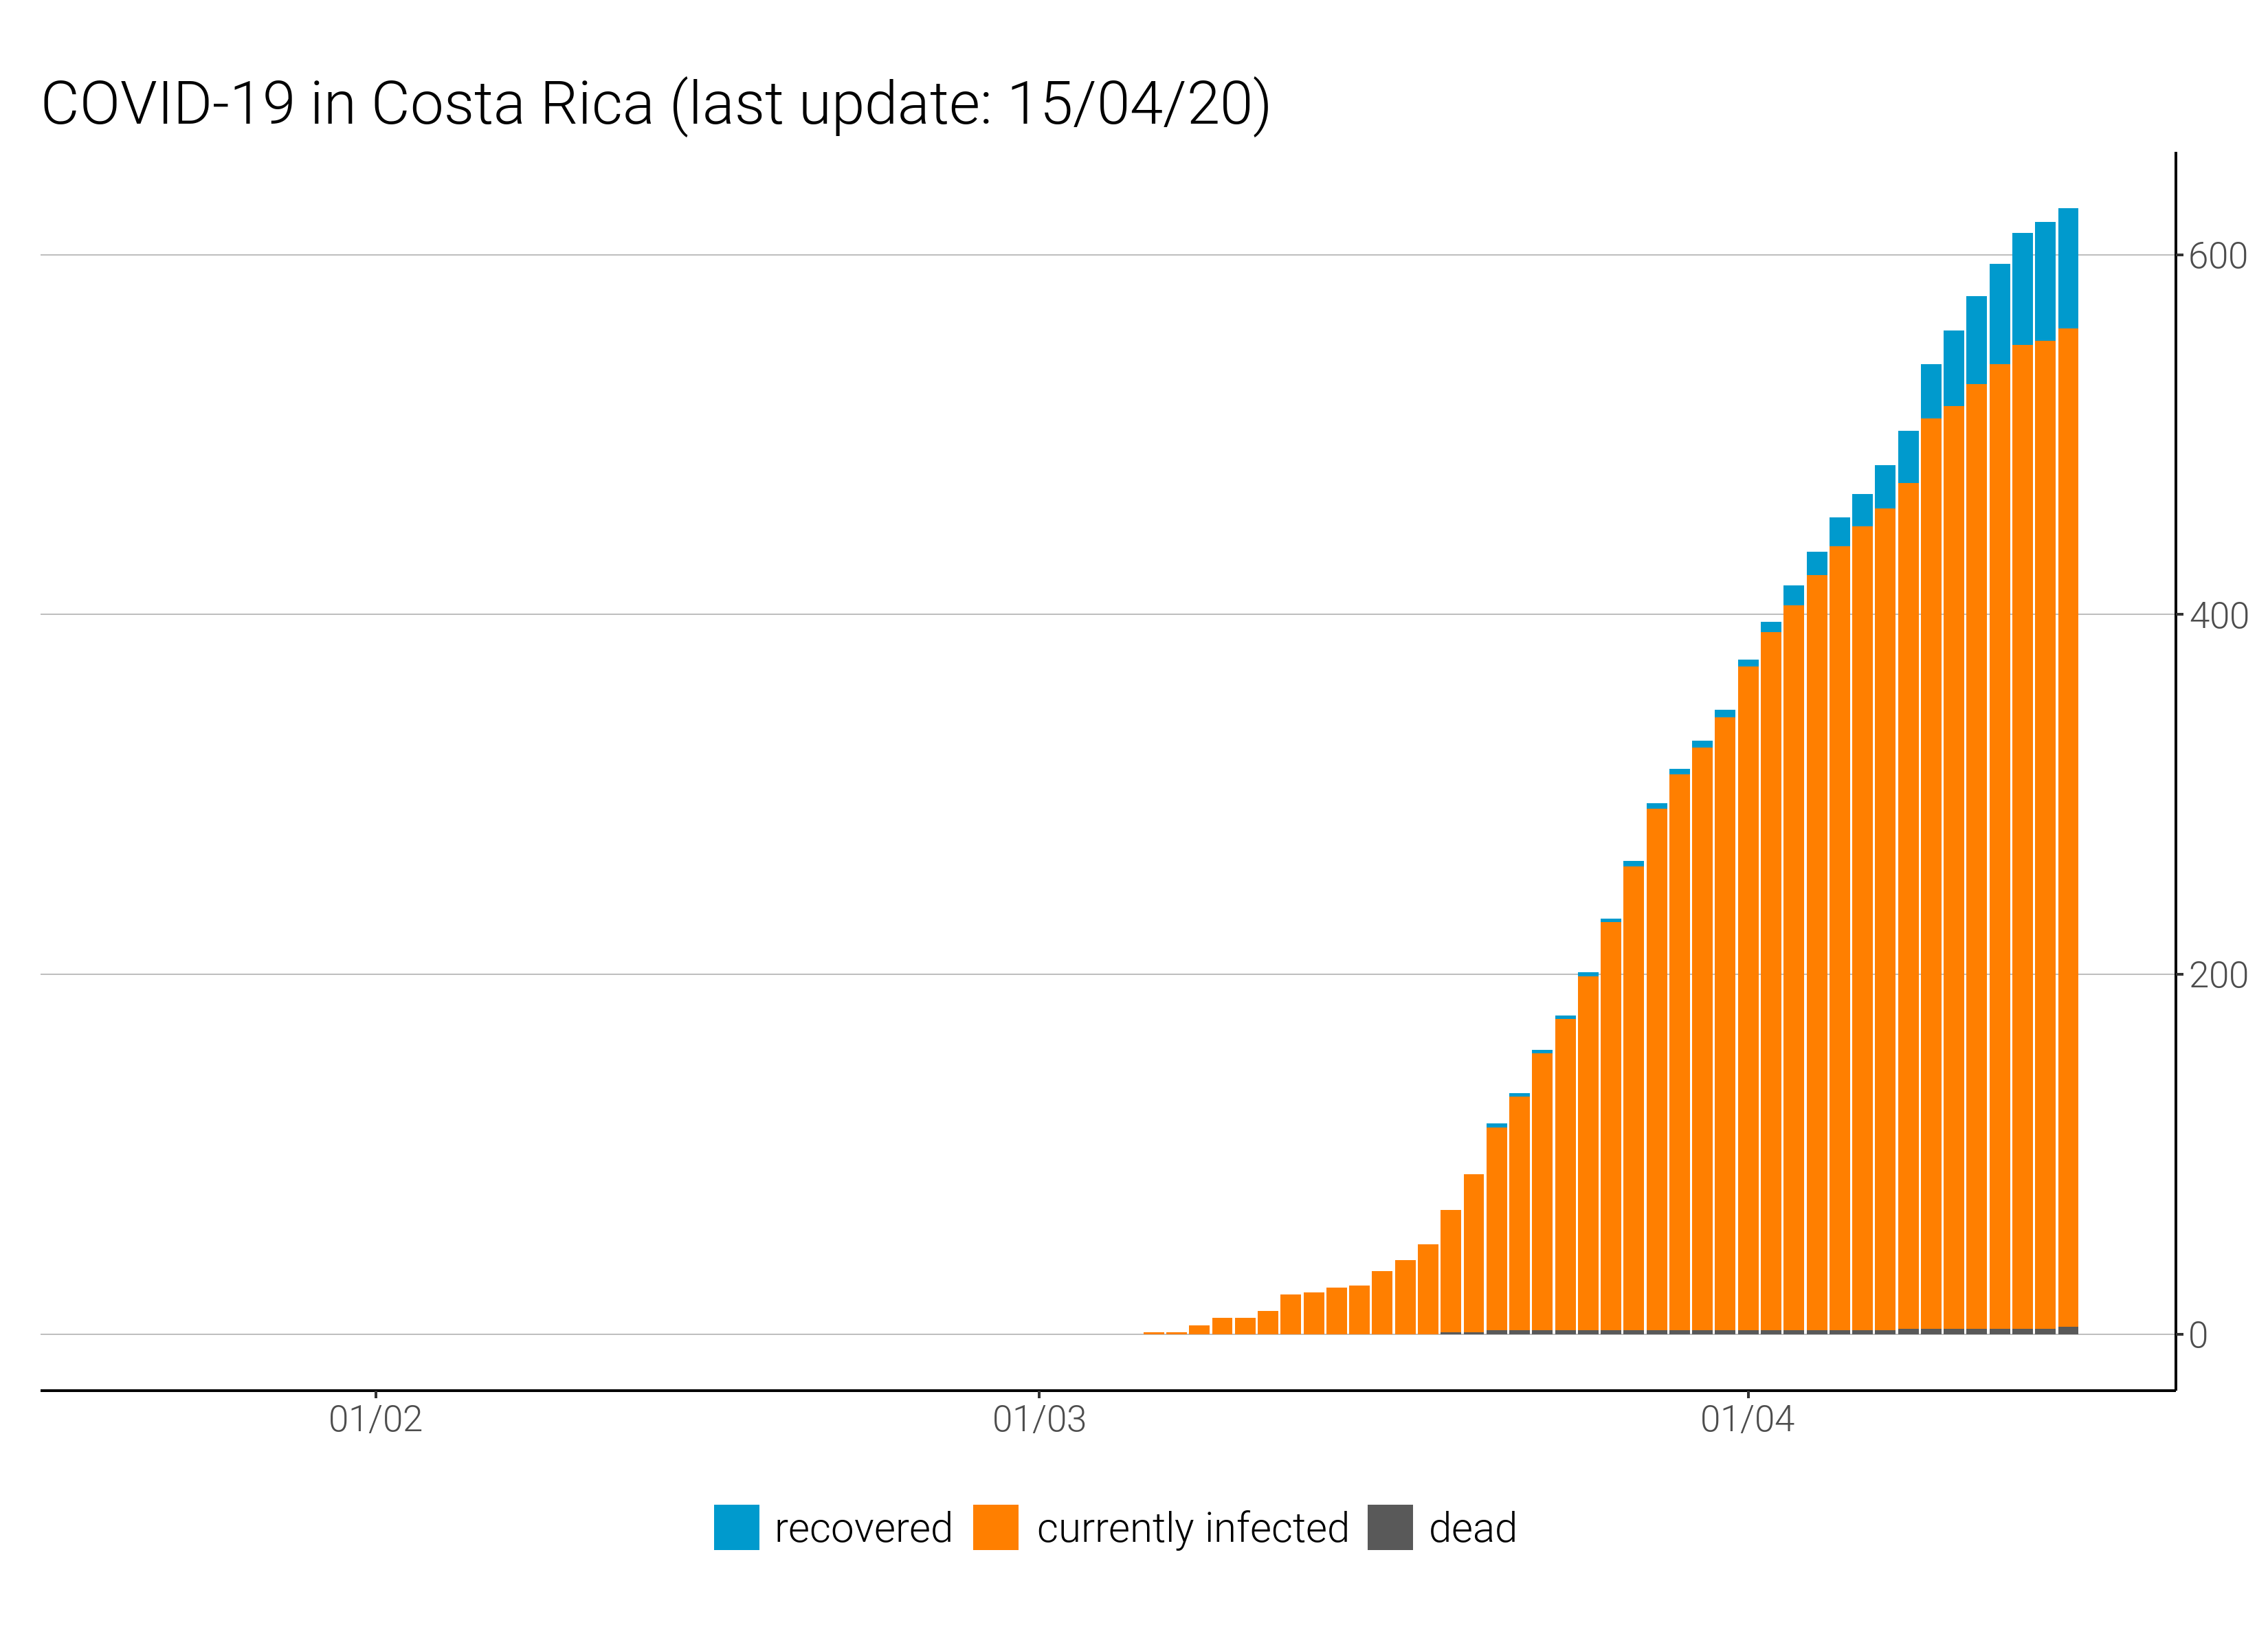 COVID-19 in Costa Rica (last update: 15/04/20)
600
400
200
0
01/02 01/03 01/04
recovered currently infected dead